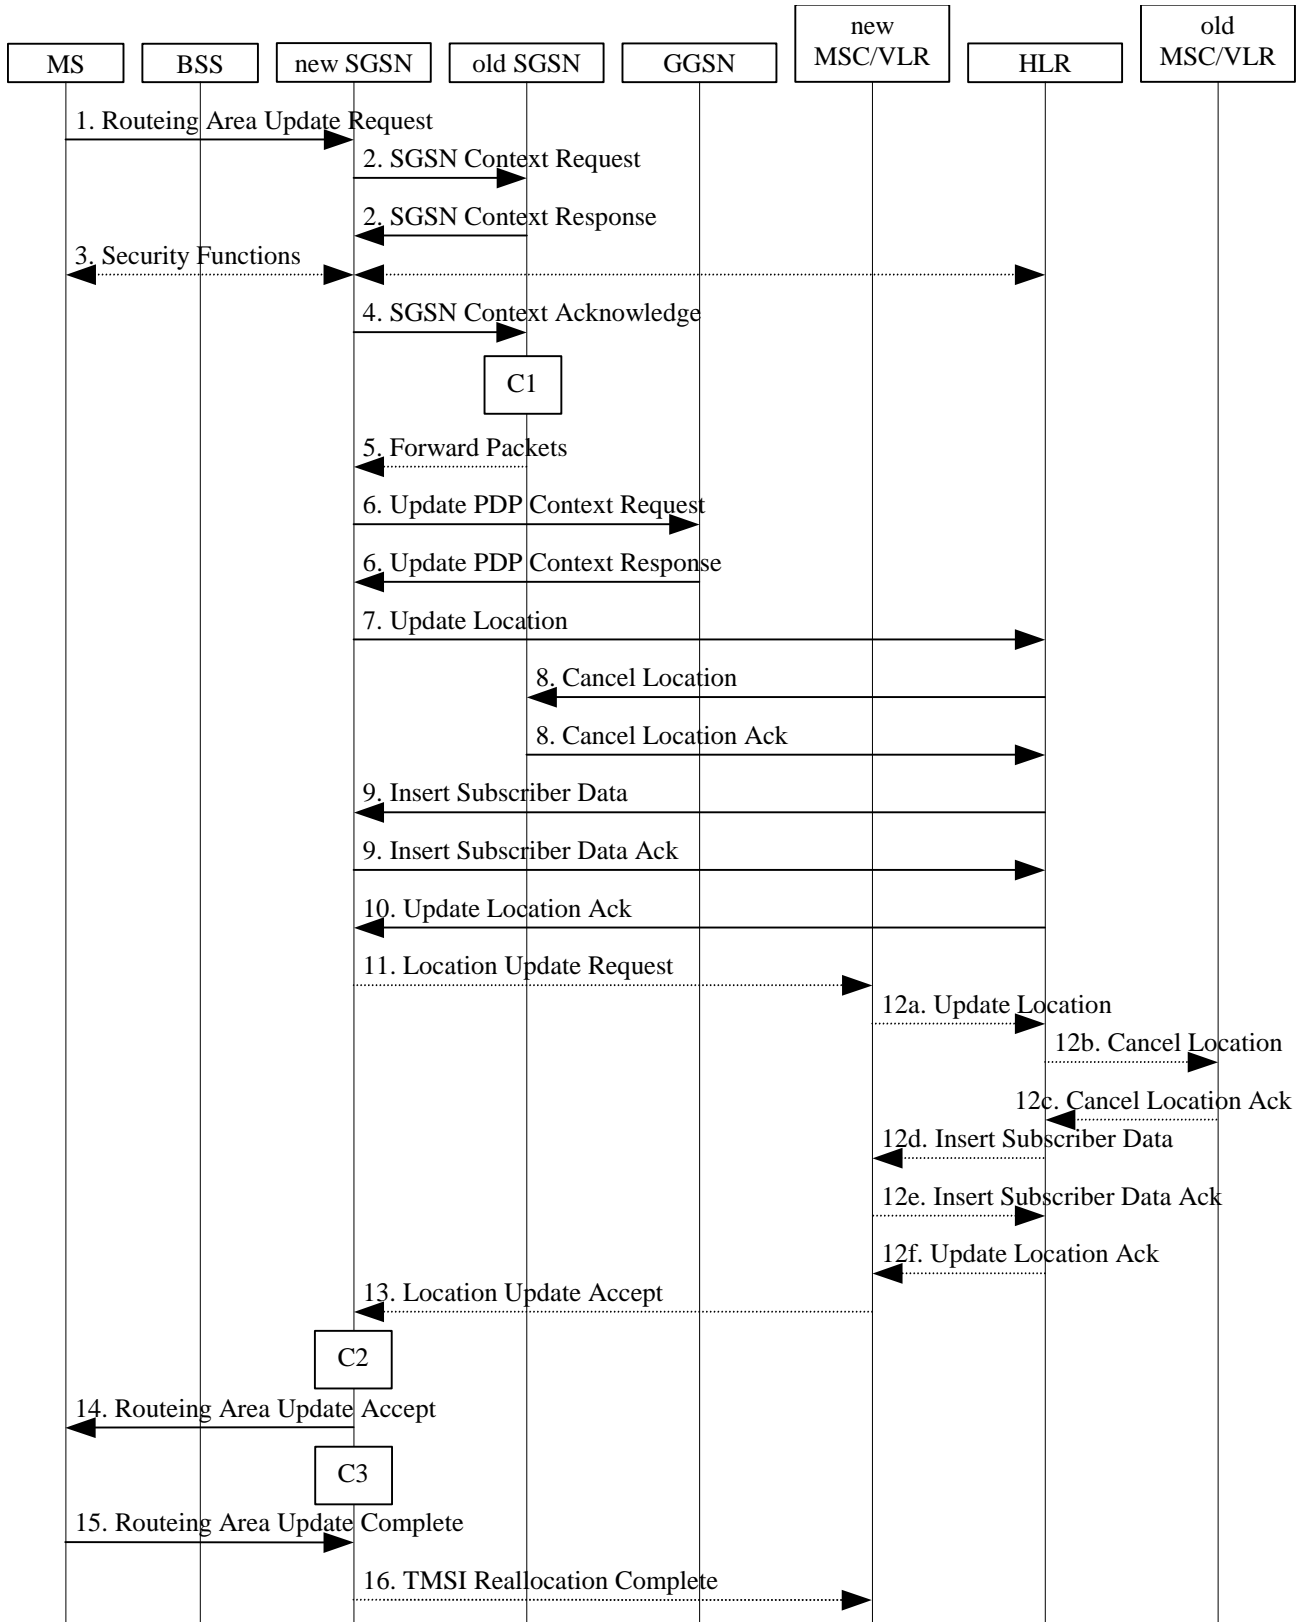 new
old
MS
BSS
new SGSN
old SGSN
GGSN
MSC/VLR
HLR
MSC/VLR
1. Routeing Area Update Request
2. SGSN Context Request
2. SGSN Context Response
3. Security Functions
4. SGSN Context Acknowledge
C1
5. Forward Packets
6. Update PDP Context Request
6. Update PDP Context Response
7. Update Location
8. Cancel Location
8. Cancel Location Ack
9. Insert Subscriber Data
9. Insert Subscriber Data Ack
10. Update Location Ack
11. Location Update Request
12a. Update Location
12b. Cancel Location
12c. Cancel Location Ack
12d. Insert Subscriber Data
12e. Insert Subscriber Data Ack
12f. Update Location Ack
13. Location Update Accept
C2
14. Routeing Area Update Accept
C3
15. Routeing Area Update Complete
16. TMSI Reallocation Complete